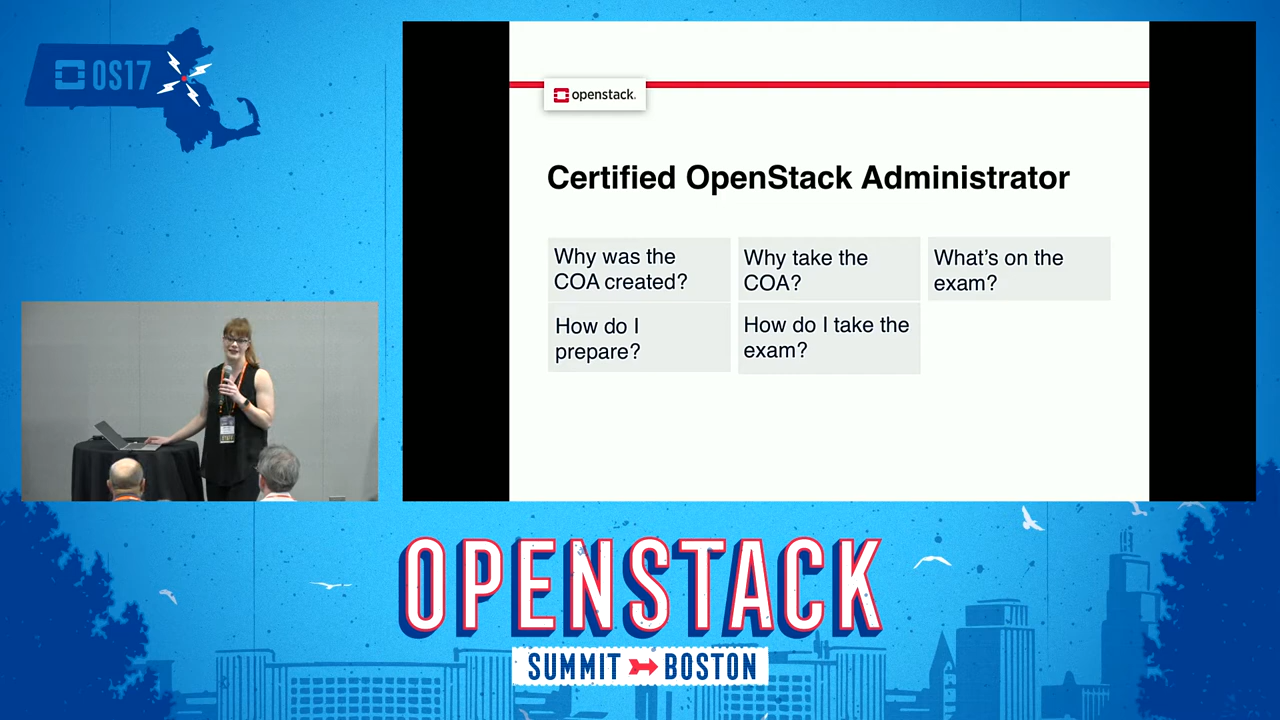 OS17
openstack.
Certified OpenStack Administrator
Why was the
COA created?
Why take the
COA?
What's on the
exam?
How do I
prepare?
How do I take the
exam?
OPENSTACK
SUMMIT BOSTON